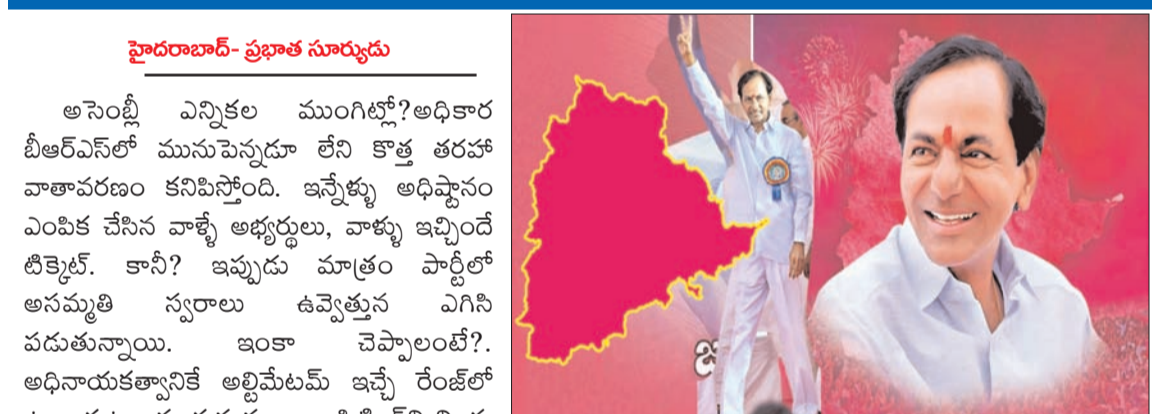 హైదరాబాద్- ప్రభాత సూర్యుడు
అసెంబ్లీ ఎన్నికల ముంగిట్లో?అధికార
బీఆర్ఎస్‌లో మునుపెన్నడూ లేని కొత్త తరహా
వాతావరణం కనిపిస్తోంది. ఇన్నేళ్ళు అధిష్టానం
ఎంపిక చేసిన వాళ్ళే అభ్యర్థులు, వాళ్ళు ఇచ్చిందే
టిక్కెట్. కానీ? ఇప్పుడు మాత్రం పార్టీలో
అసమ్మతి స్వరాలు ఉవ్వెత్తున ఎగిసి
పడుతున్నాయి. ఇంకా చెప్పాలంటే?.
అధినాయకత్వానికే అల్టిమేటమ్ ఇచ్చే రేంజ్‌లో